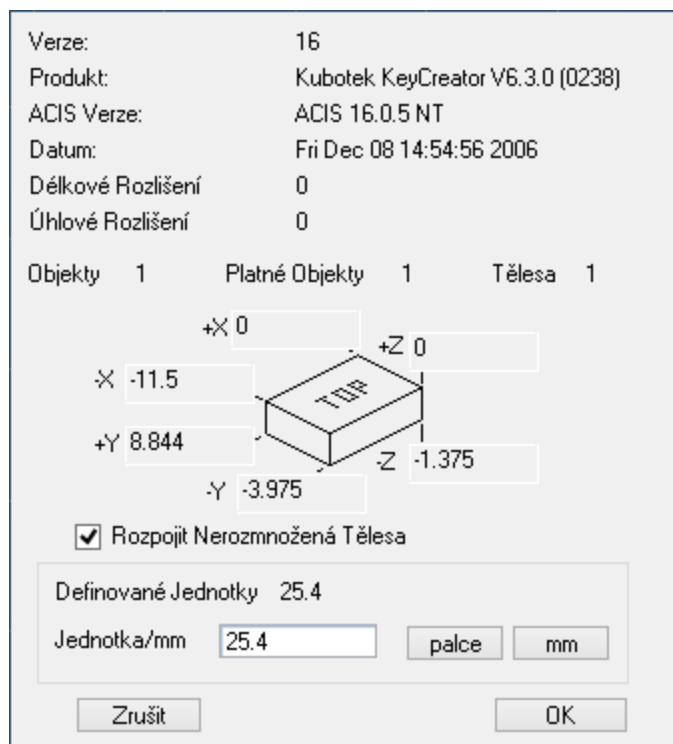 Verze: 16
Produkt: Kubotek KeyCreator V6.3.0 (0238)
ACIS Verze: ACIS 16.0.5 NT
Datum: Fri Dec 08 14:54:56 2006
Délkové Rozlišení 0
Úhlové Rozlišení 0
Objekty 1 Platné Objekty 1 Tělesa 1
+X 0
+Z 0
-X -11.5
TOP
+Y 8.844
-Z -1.375
-Y -3.975
Rozpojit Nerozmnožená Tělesa
Definované Jednotky 25.4
Jednotka/mm 25.4 palce mm
Zrušit OK